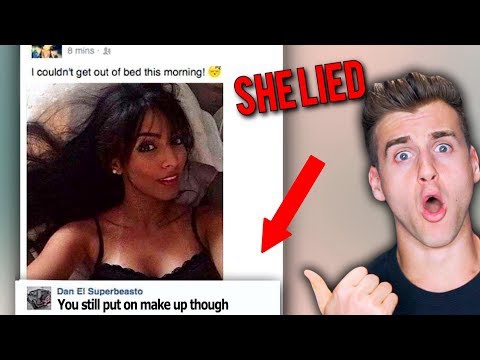 8 mins
I couldn't get out of bed this morning! 😴
SHE LIED
Dan El Superbeasto
You still put on make up though